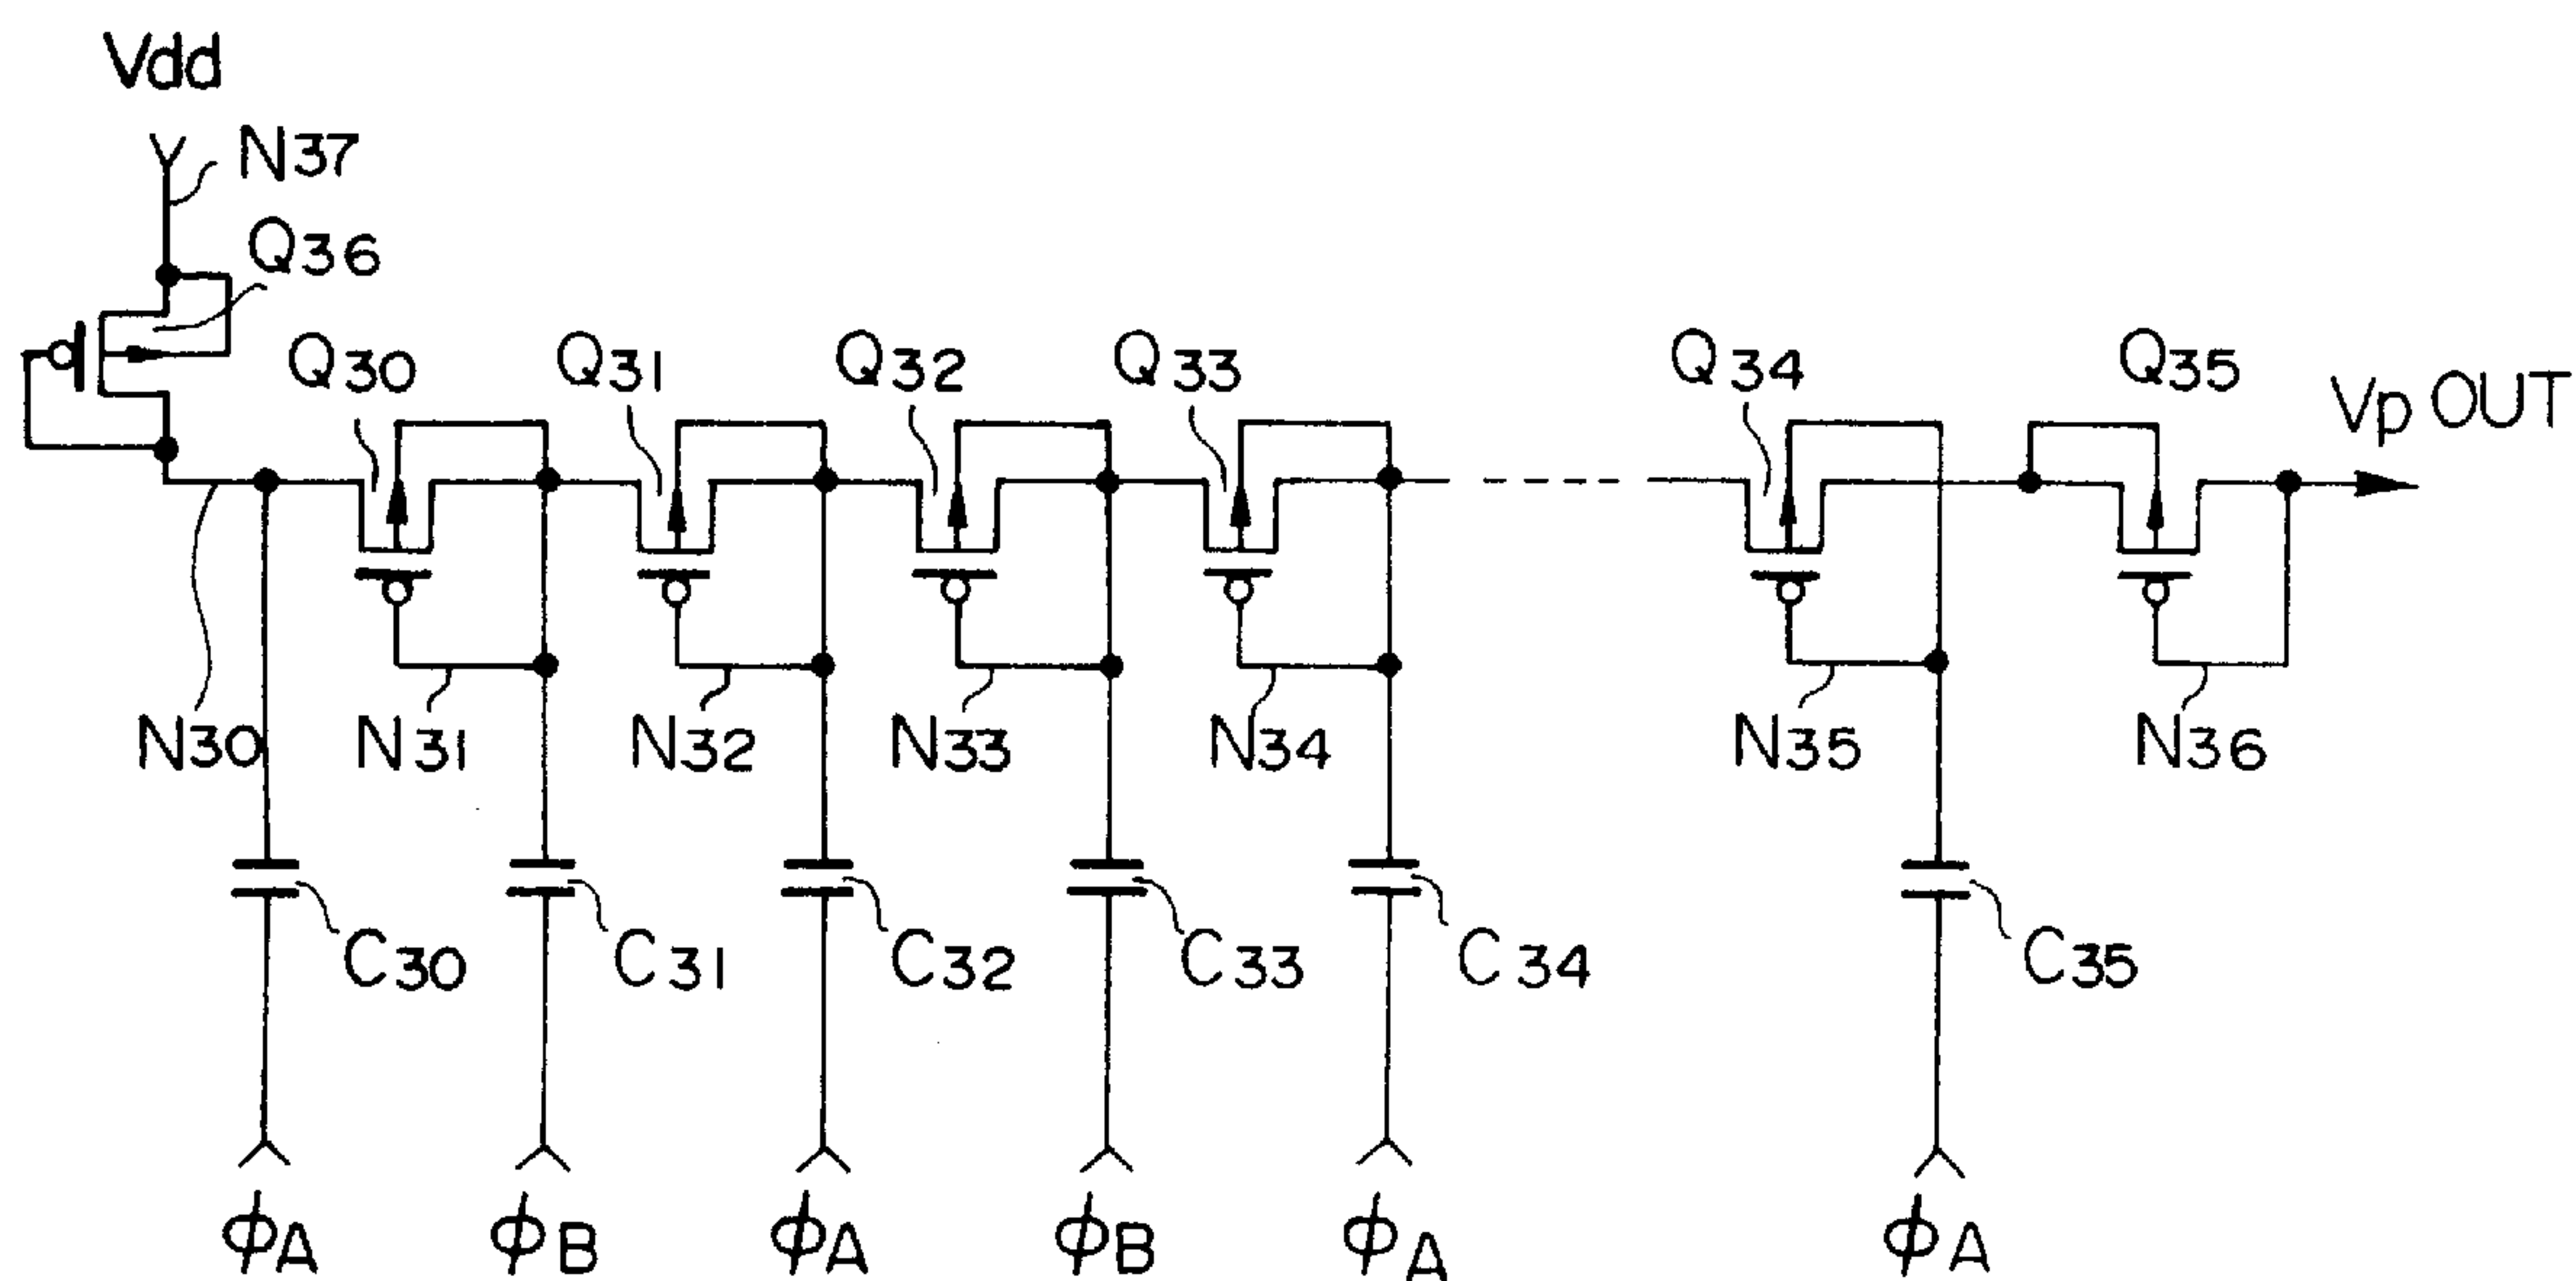 Vdd
N37
Q36
Q30 Q31 Q32 Q33 Q34 Q35 Vp OUT
N30 N31 N32 N33 N34 N35 N36
C30 C31 C32 C33 C34 C35
ϕA ϕB ϕA ϕB ϕA ϕA